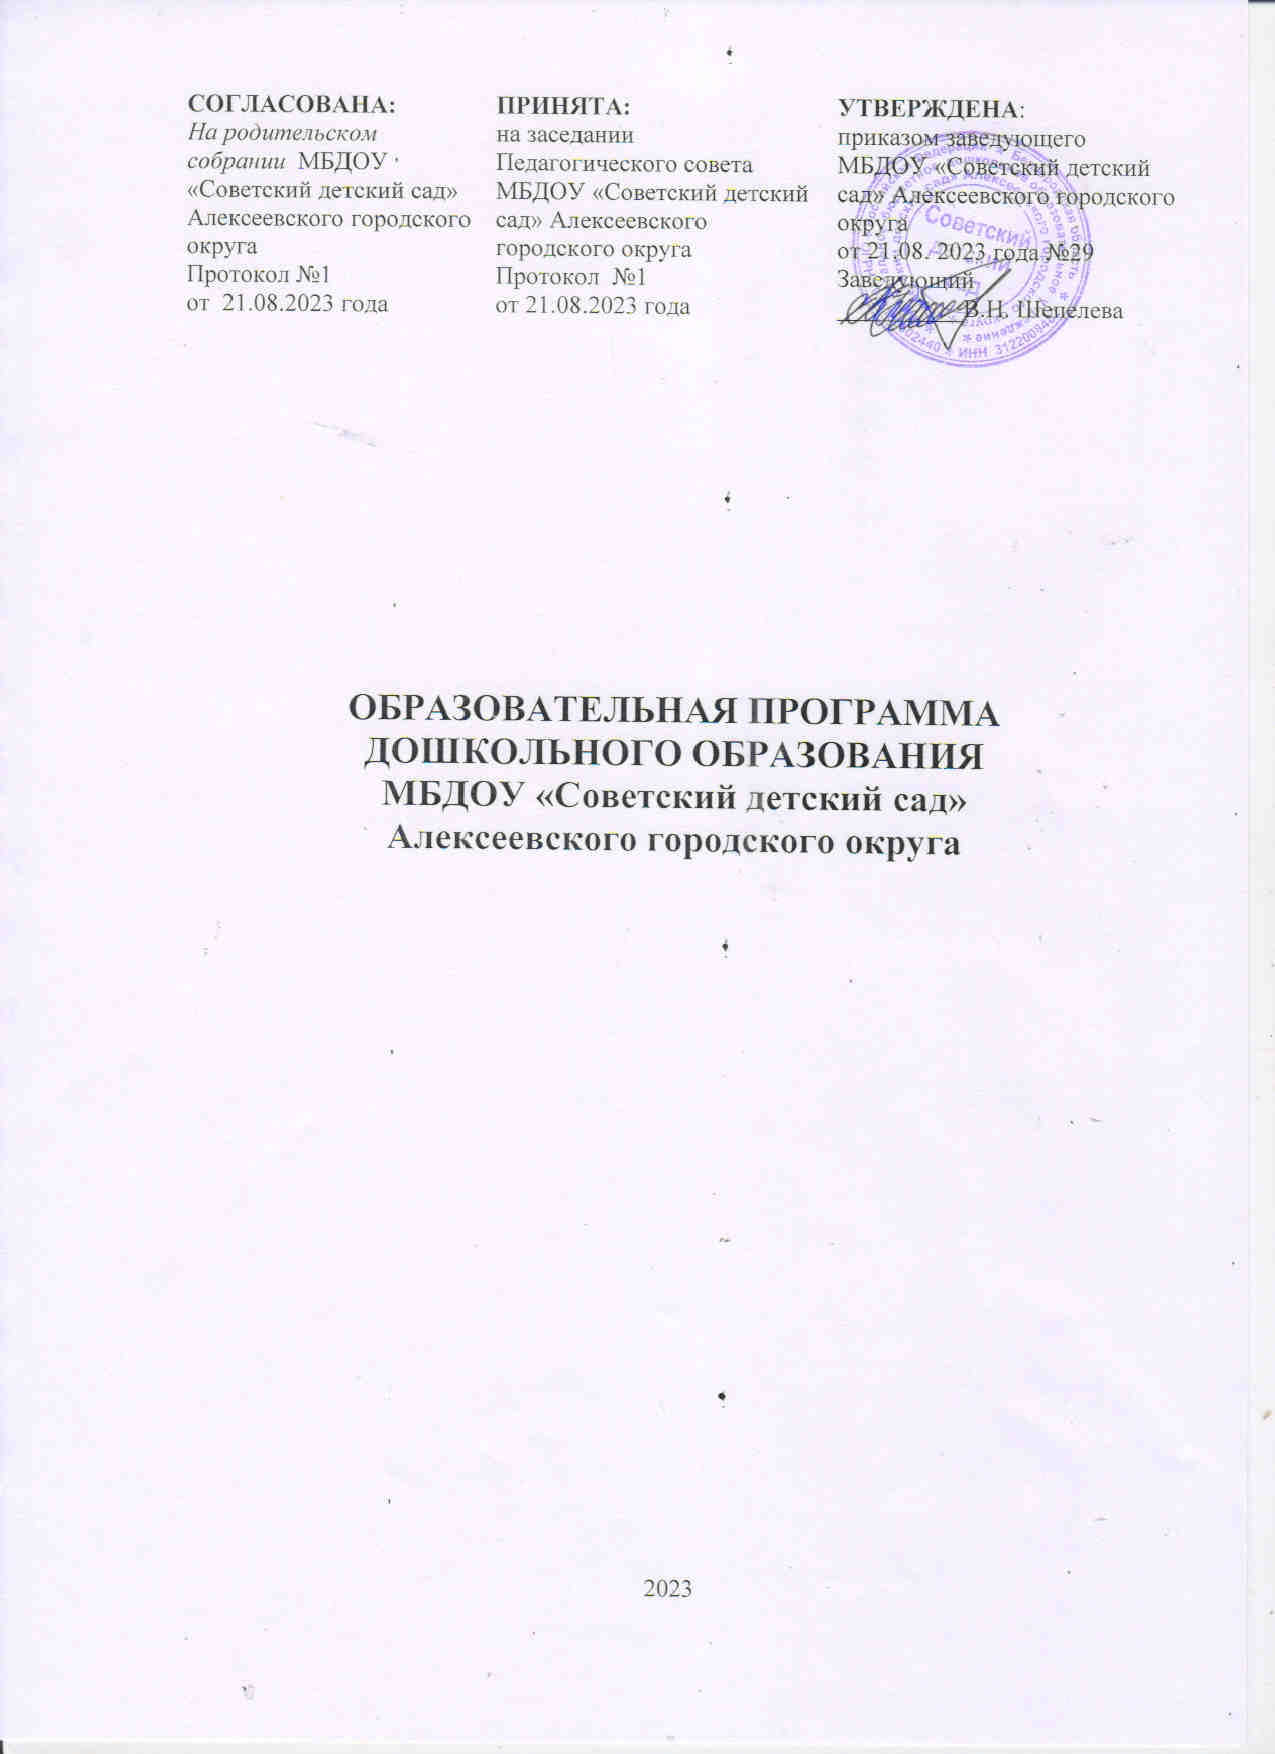 СОГЛАСОВАНА:
На родительском
собрании МБДОУ
«Советский детский сад»
Алексеевского городского
округа
Протокол №1
от 21.08.2023 года
ПРИНЯТА:
на заседании
Педагогического совета
МБДОУ «Советский детский
сад» Алексеевского
городского округа
Протокол №1
от 21.08.2023 года
УТВЕРЖДЕНА:
приказом заведующего
МБДОУ «Советский детский
сад» Алексеевского городского
округа
от 21.08. 2023 года №29
Заведующий
В.Н. Шепелева
Советский
детский
ОБРАЗОВАТЕЛЬНАЯ ПРОГРАММА
ДОШКОЛЬНОГО ОБРАЗОВАНИЯ
МБДОУ «Советский детский сад»
Алексеевского городского округа
2023